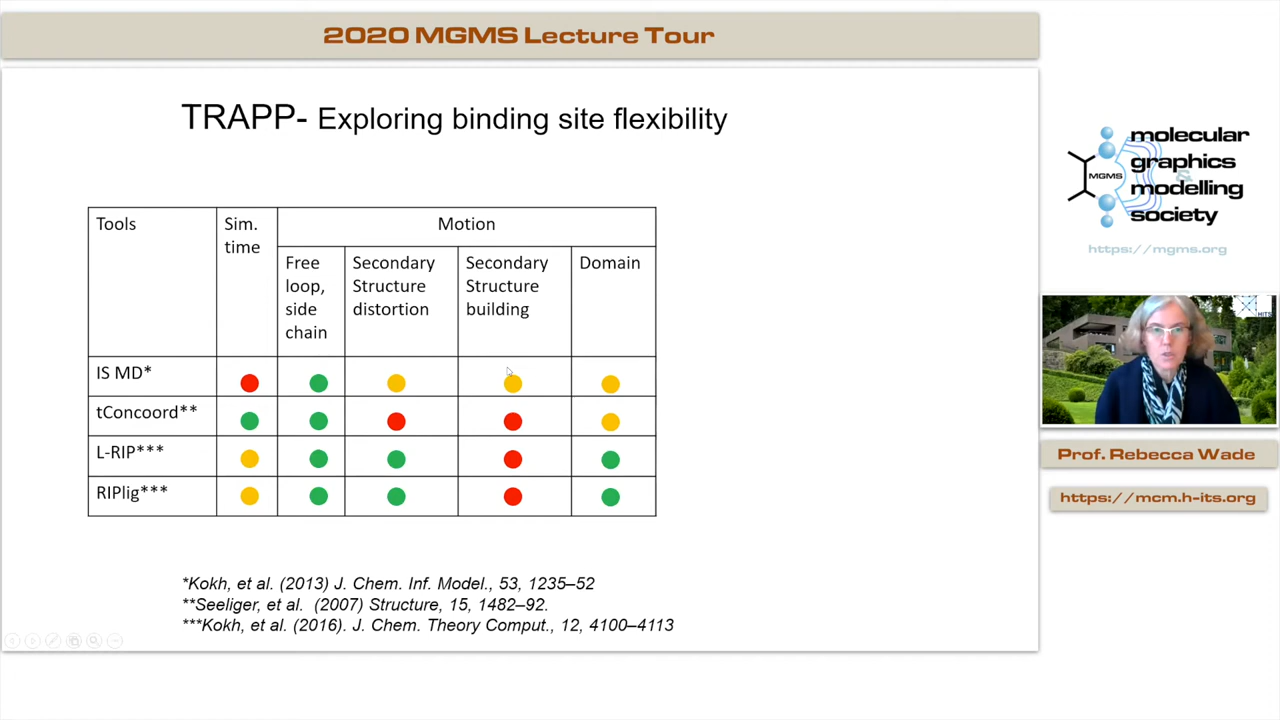 2020 MGMS Lecture Tour
TRAPP- Exploring binding site flexibility
Tools
Sim.
time
Motion
Free
loop,
side
chain
Secondary
Structure
distortion
Secondary
Structure
building
Domain
IS MD*
tConcoord**
L-RIP***
RIPlig***
*Kokh, et al. (2013) J. Chem. Inf. Model., 53, 1235–52
**Seeliger, et al. (2007) Structure, 15, 1482–92.
***Kokh, et al. (2016). J. Chem. Theory Comput., 12, 4100–4113
MGMS
molecular
graphics
&
modelling
society
https://mgms.org
HITS
Prof. Rebecca Wade
https://mcm.h-its.org